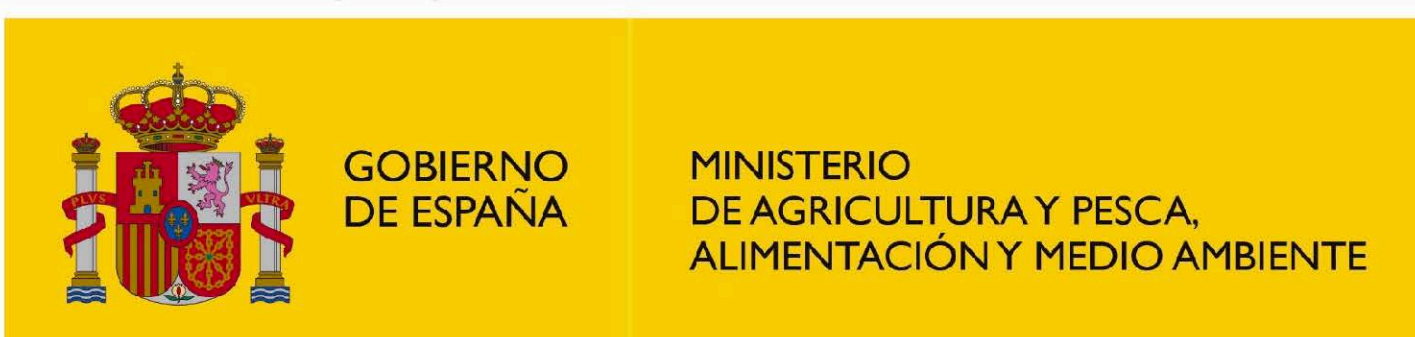 PLVS VLTRA
GOBIERNO
DE ESPAÑA
MINISTERIO
DE AGRICULTURA Y PESCA,
ALIMENTACIÓN Y MEDIO AMBIENTE